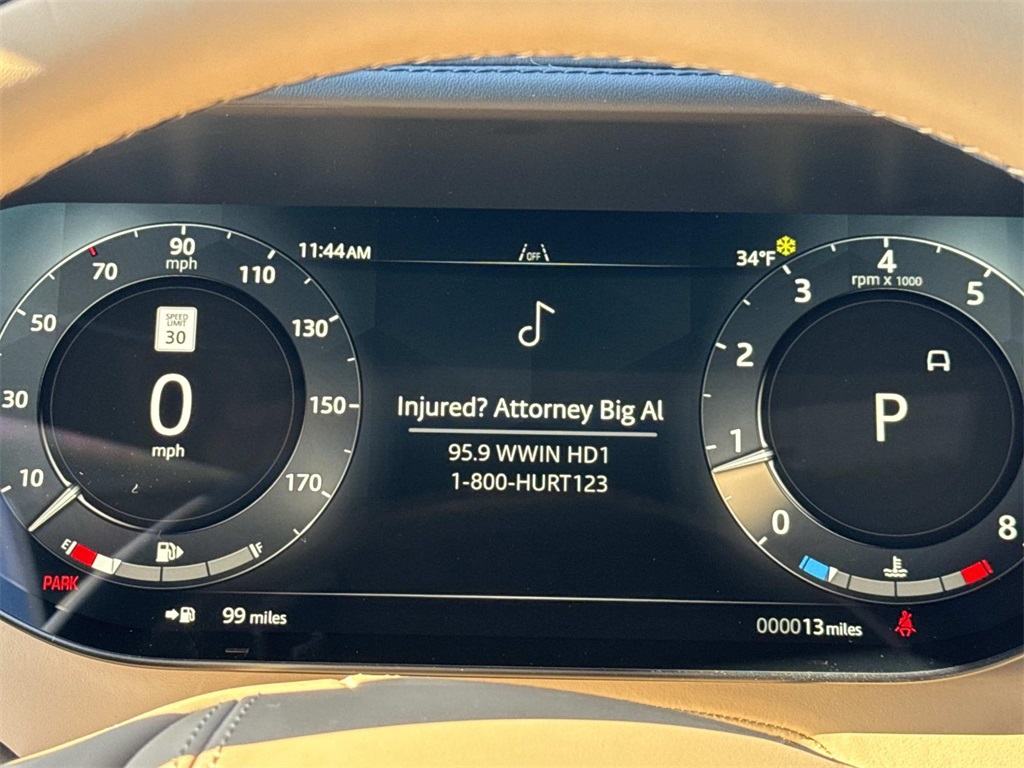 11:44AM
OFF
34°F
90
mph
70
110
50
130
30
150
10
170
SPEED
LIMIT
30
0
mph
E
F
PARK
Injured? Attorney Big Al
95.9 WWIN HD1
1-800-HURT123
4
rpm x 1000
3
5
2
1
0
8
A
P
99 miles
000013miles